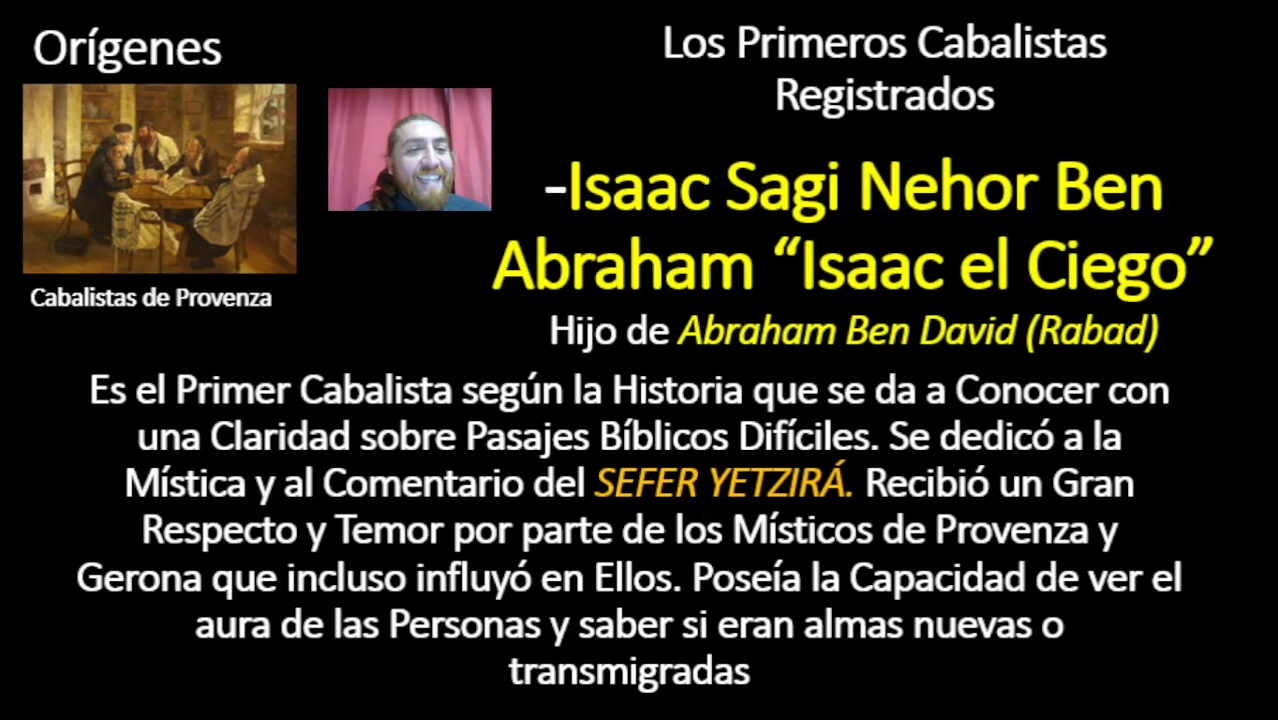 Orígenes
Cabalistas de Provenza
Los Primeros Cabalistas
Registrados
-Isaac Sagi Nehor Ben
Abraham “Isaac el Ciego”
Hijo de Abraham Ben David (Rabad)
Es el Primer Cabalista según la Historia que se da a Conocer con
una Claridad sobre Pasajes Bíblicos Difíciles. Se dedicó a la
Mística y al Comentario del SEFER YETZIRÁ. Recibió un Gran
Respecto y Temor por parte de los Místicos de Provenza y
Gerona que incluso influyó en Ellos. Poseía la Capacidad de ver el
aura de las Personas y saber si eran almas nuevas o
transmigradas